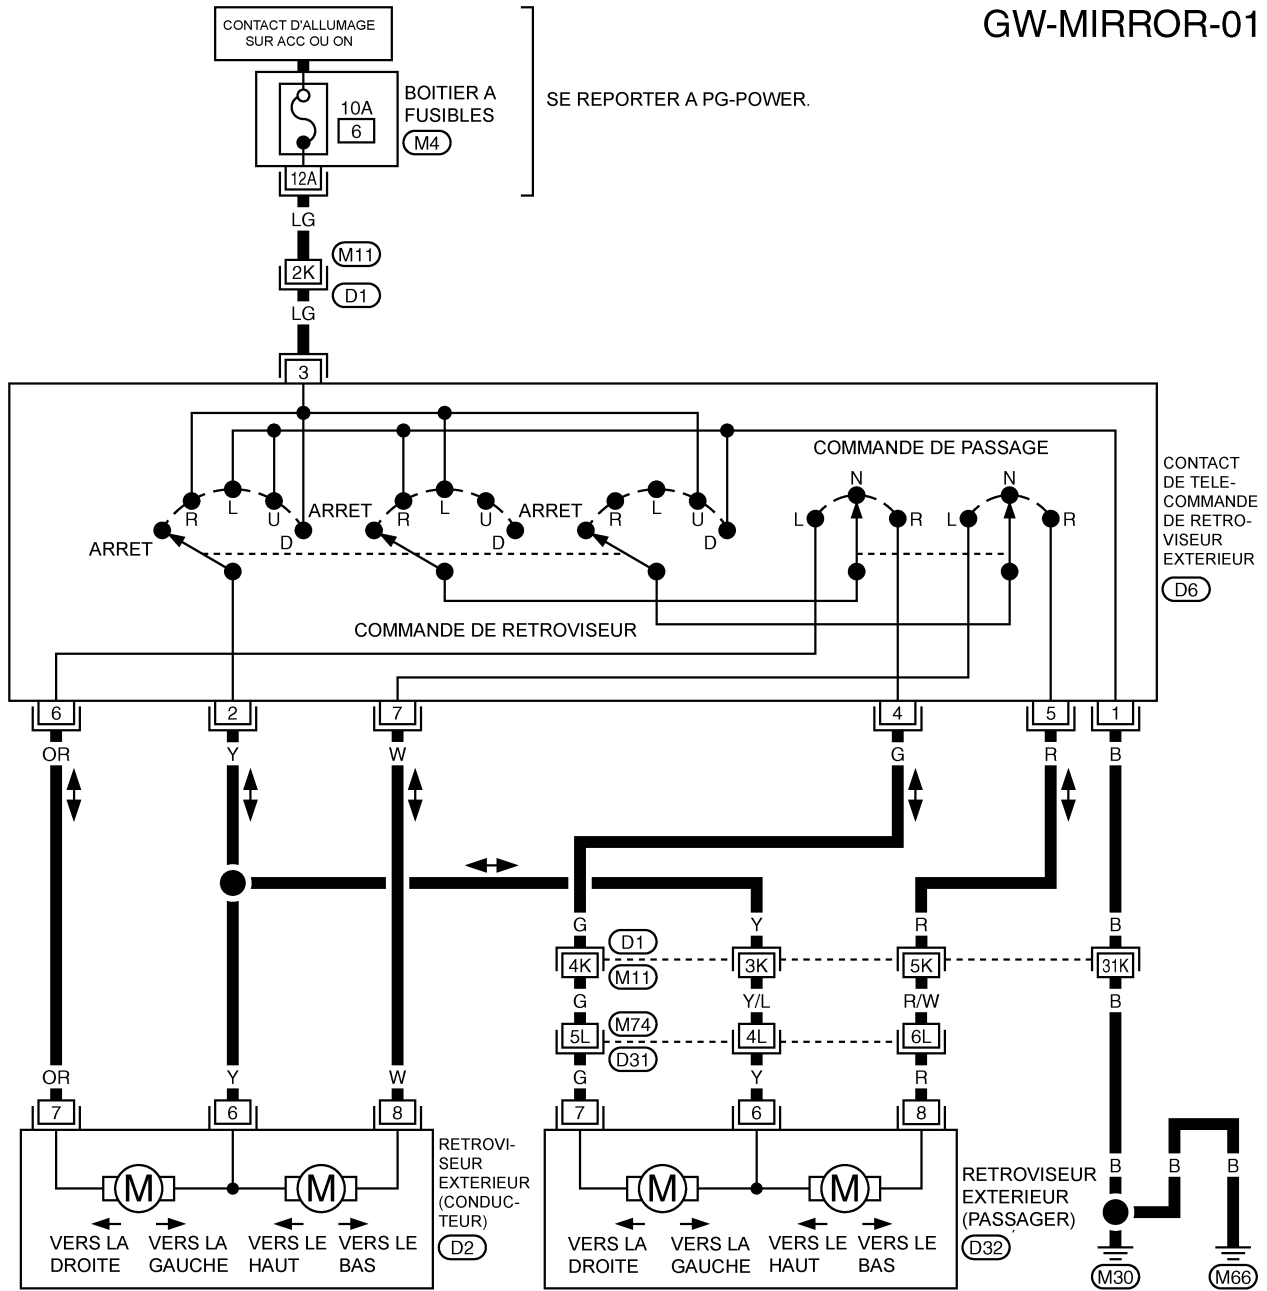 GW-MIRROR-01
CONTACT D'ALLUMAGE
SUR ACC OU ON
10A
6
BOITIER A
FUSIBLES
M4
SE REPORTER A PG-POWER.
12A
LG
M11
2K
D1
LG
3
COMMANDE DE PASSAGE
R L U D
ARRET
ARRET
R L U D
ARRET
R L U D
L N R
L N R
CONTACT
DE TELE-
COMMANDE
DE RETRO-
VISEUR
EXTERIEUR
D6
COMMANDE DE RETROVISEUR
6 2 7 4 5 1
OR Y W G R B
G Y R B
D1
4K 3K 5K 31K
M11
G Y/L R/W B
M74
5L 4L 6L
D31
OR Y W G Y R
7 6 8 7 6 8
M M
VERS LA
DROITE
VERS LA
GAUCHE
VERS LE
HAUT
VERS LE
BAS
RETROVI-
SEUR
EXTERIEUR
(CONDUC-
TEUR)
D2
M M
VERS LA
DROITE
VERS LA
GAUCHE
VERS LE
HAUT
VERS LE
BAS
RETROVISEUR
EXTERIEUR
(PASSAGER)
D32
B B B
M30
M66